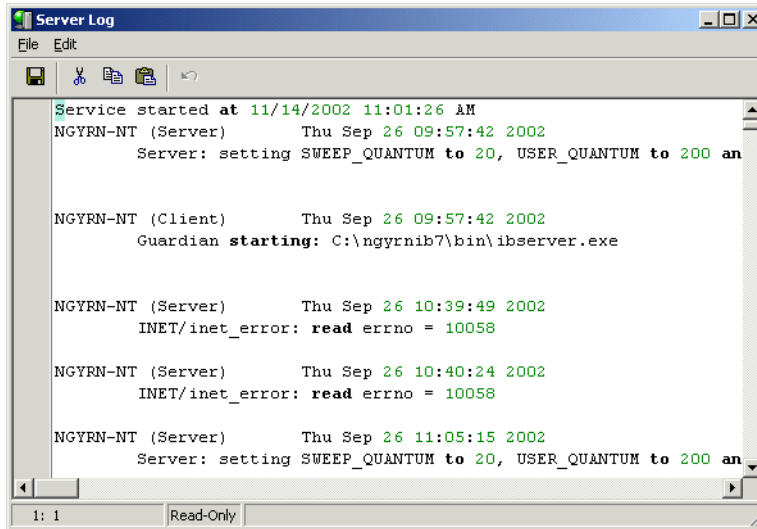 Server Log
File Edit
Service started at 11/14/2002 11:01:26 AM
NGYRN-NT (Server) Thu Sep 26 09:57:42 2002
Server: setting SWEEP_QUANTUM to 20, USER_QUANTUM to 200 an
NGYRN-NT (Client) Thu Sep 26 09:57:42 2002
Guardian starting: C:\ngyrnib7\bin\ibserver.exe
NGYRN-NT (Server) Thu Sep 26 10:39:49 2002
INET/inet_error: read errno = 10058
NGYRN-NT (Server) Thu Sep 26 10:40:24 2002
INET/inet_error: read errno = 10058
NGYRN-NT (Server) Thu Sep 26 11:05:15 2002
Server: setting SWEEP_QUANTUM to 20, USER_QUANTUM to 200 an
1: 1 Read-Only